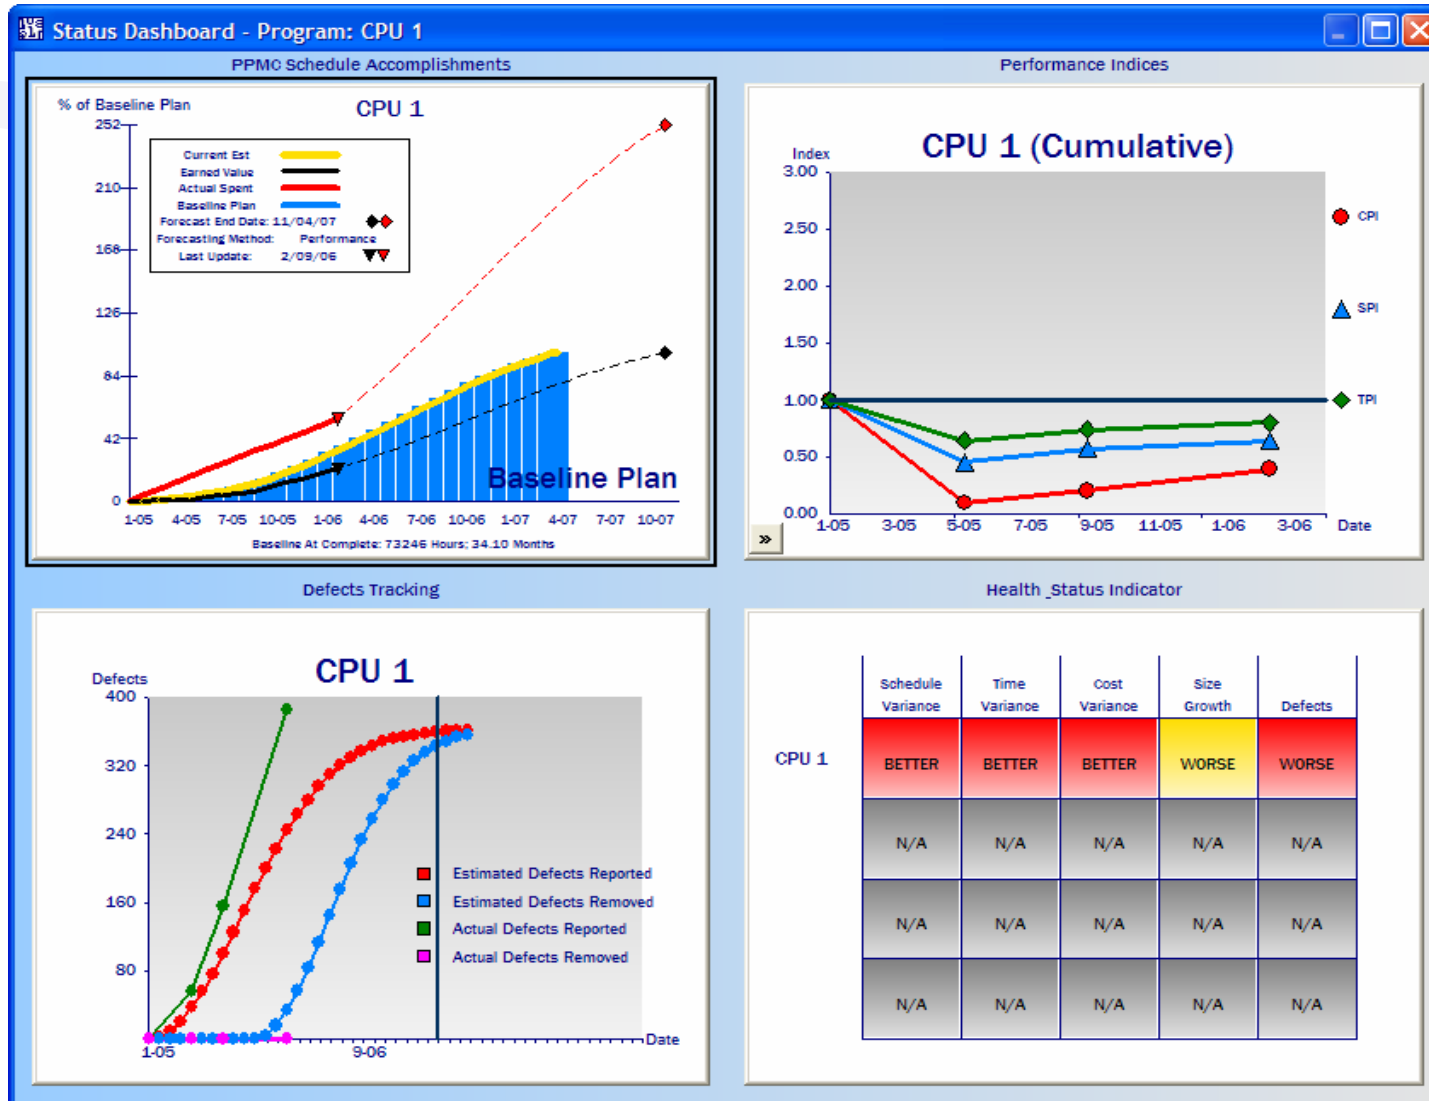 Status Dashboard - Program: CPU 1
PPMC Schedule Accomplishments
% of Baseline Plan
CPU 1
252
210
168
126
84
42
0
Current Est
Earned Value
Actual Spent
Baseline Plan
Forecast End Date: 11/04/07
Forecasting Method: Performance
Last Update: 2/09/06
Baseline Plan
1-05 4-05 7-05 10-05 1-06 4-06 7-06 10-06 1-07 4-07 7-07 10-07
Baseline At Complete: 73246 Hours; 34.10 Months
Performance Indices
CPU 1 (Cumulative)
Index
3.00
2.50
2.00
1.50
1.00
0.50
0.00
CPI
SPI
TPI
1-05 3-05 5-05 7-05 9-05 11-05 1-06 3-06 Date
»
Defects Tracking
CPU 1
Defects
400
320
240
160
80
Estimated Defects Reported
Estimated Defects Removed
Actual Defects Reported
Actual Defects Removed
Date
1-05 9-06
Health _Status Indicator
Schedule Variance Time Variance Cost Variance Size Growth Defects
CPU 1 BETTER BETTER BETTER WORSE WORSE
N/A N/A N/A N/A N/A
N/A N/A N/A N/A N/A
N/A N/A N/A N/A N/A